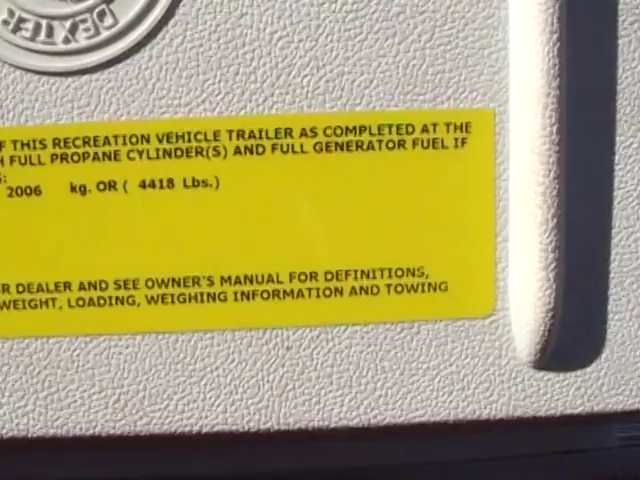 DEXTER
F THIS RECREATION VEHICLE TRAILER AS COMPLETED AT THE
H FULL PROPANE CYLINDER(S) AND FULL GENERATOR FUEL IF
S:
2006 kg. OR ( 4418 Lbs.)
R DEALER AND SEE OWNER'S MANUAL FOR DEFINITIONS,
WEIGHT, LOADING, WEIGHING INFORMATION AND TOWING